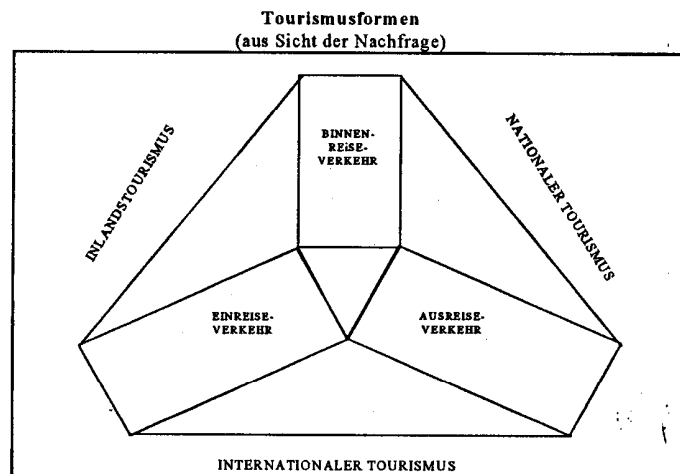 Tourismusformen
(aus Sicht der Nachfrage)
INLANDSTOURISMUS
BINNEN-
REISE-
VERKEHR
NATIONALER TOURISMUS
EINREISE-
VERKEHR
AUSREISE-
VERKEHR
INTERNATIONALER TOURISMUS